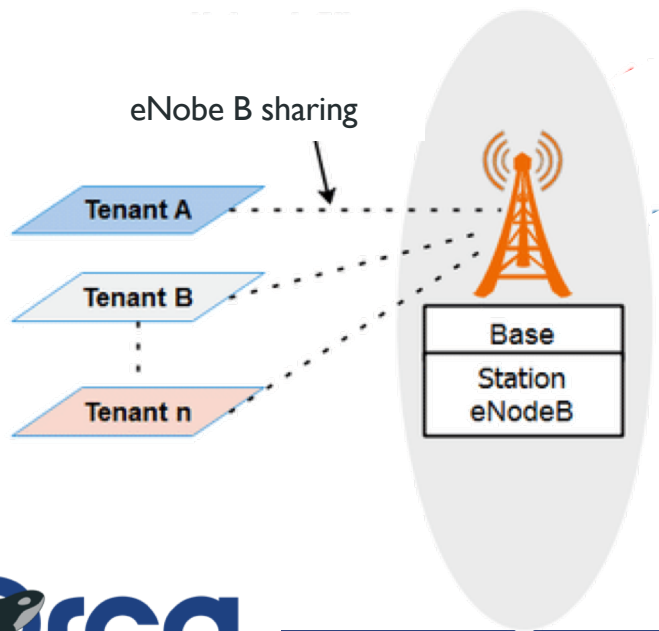 eNobe B sharing
Tenant A
Tenant B
Tenant n
Base
Station
eNodeB